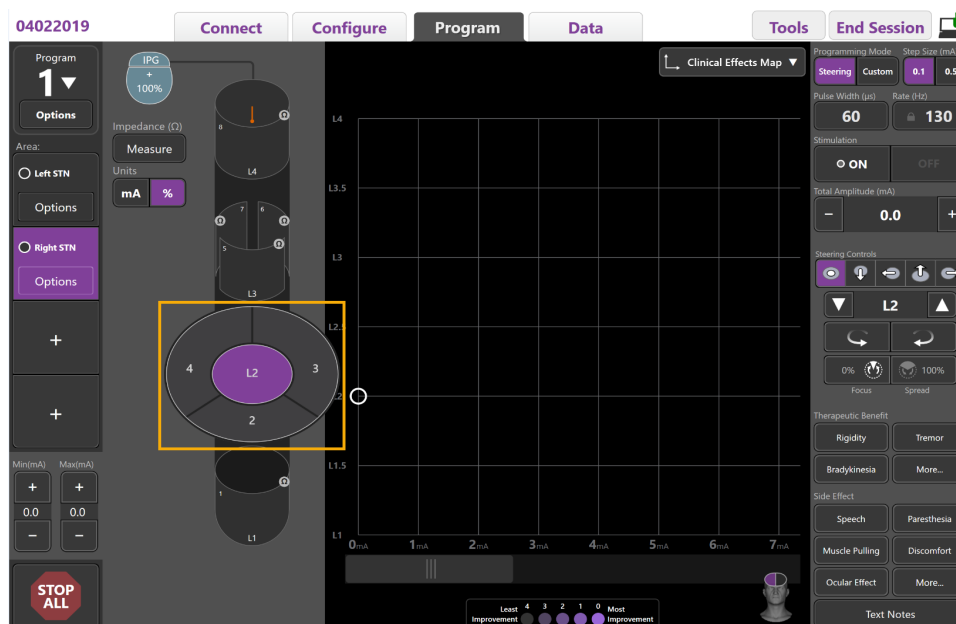 04022019
Connect
Configure
Program
Data
Tools
End Session
Program
1
Options
Area:
Left STN
Options
Right STN
Options
+
+
Min(mA) Max(mA)
+ +
0.0 0.0
− −
STOP
ALL
IPG
+
100%
Impedance (Ω)
Measure
Units
mA %
8
Ω
L4
7 6
Ω Ω
5 Ω
L3
4 L2 3
2
Ω
1
L1
Clinical Effects Map
L4
L3.5
L3
L2.5
L2
L1.5
L1
0mA 1mA 2mA 3mA 4mA 5mA 6mA 7mA
Least 4 3 2 1 0 Most
Improvement Improvement
Programming Mode Step Size (mA
Steering Custom 0.1 0.5
Pulse Width (µs) Rate (Hz)
60 130
Stimulation
ON OFF
Total Amplitude (mA)
− 0.0 +
Steering Controls
L2
0% 100%
Focus Spread
Therapeutic Benefit
Rigidity Tremor
Bradykinesia More...
Side Effect
Speech Paresthesia
Muscle Pulling Discomfort
Ocular Effect More...
Text Notes